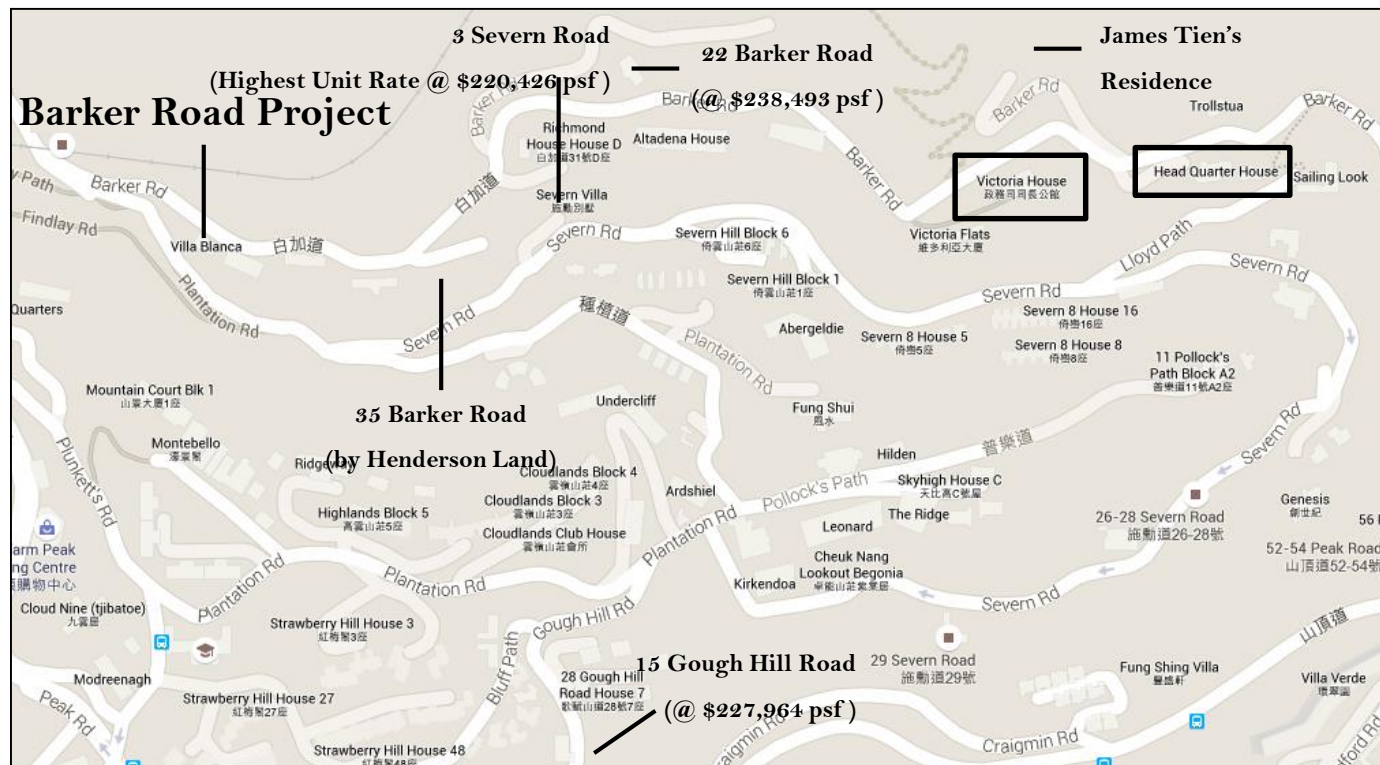 3 Severn Road
(Highest Unit Rate @ $220,426 psf )
22 Barker Road
(@ $238,493 psf )
James Tien's
Residence
Barker Road Project
Barker Rd
Barker Rd
Barker Rd
Trollstua
Barker Rd
Richmond
House House D
白加道31號D座
Altadena House
Barker Rd
Victoria House
政務司司長公館
Head Quarter House
Sailing Look
Path
Barker Rd
Findlay Rd
白加道
Severn Villa
施勳別墅
Severn Rd
Villa Blanca
白加道
Severn Hill Block 6
倚雲山莊6座
Victoria Flats
維多利亞大廈
Lloyd Path
Severn Rd
Severn Hill Block 1
倚雲山莊1座
Quarters
Plantation Rd
Severn Rd
種植道
Severn Rd
Abergeldie
Severn 8 House 5
倚巒5座
Severn 8 House 16
倚巒16座
Severn 8 House 8
倚巒8座
Plantation Rd
11 Pollock's
Path Block A2
普樂道11號A2座
Mountain Court Blk 1
山景大廈1座
35 Barker Road
(by Henderson Land)
Undercliff
Fung Shui
風水
Severn Rd
Montebello
Ridgeway
Plunkett's Rd
Cloudlands Block 4
雲嶺山莊4座
Cloudlands Block 3
雲嶺山莊3座
Cloudlands Club House
雲嶺山莊會所
Highlands Block 5
高雲山莊5座
Ardshiel
Hilden
普樂道
Pollock's Path
Skyhigh House C
天比高C號屋
The Ridge
Leonard
26-28 Severn Road
施勳道26-28號
Genesis
創世紀
56
52-54 Peak Road
山頂道52-54號
Plantation Rd
Cheuk Nang
Lookout Begonia
卓能山莊紫棠居
Kirkendoa
arm Peak
ng Centre
購物中心
Plantation Rd
Plantation Rd
Cloud Nine (tjibatoe)
九雲居
Strawberry Hill House 3
紅梅閣3座
Gough Hill Rd
Severn Rd
山頂道
Bluff Path
29 Severn Road
施勳道29號
15 Gough Hill Road
(@ $227,964 psf )
28 Gough Hill
Road House 7
歌賦山道28號7座
Fung Shing Villa
豐盛軒
Villa Verde
環翠園
Modreenagh
Strawberry Hill House 27
紅梅閣27座
Peak Rd
Craigmin Rd
Craigmin Rd
Strawberry Hill House 48
紅梅閣48座